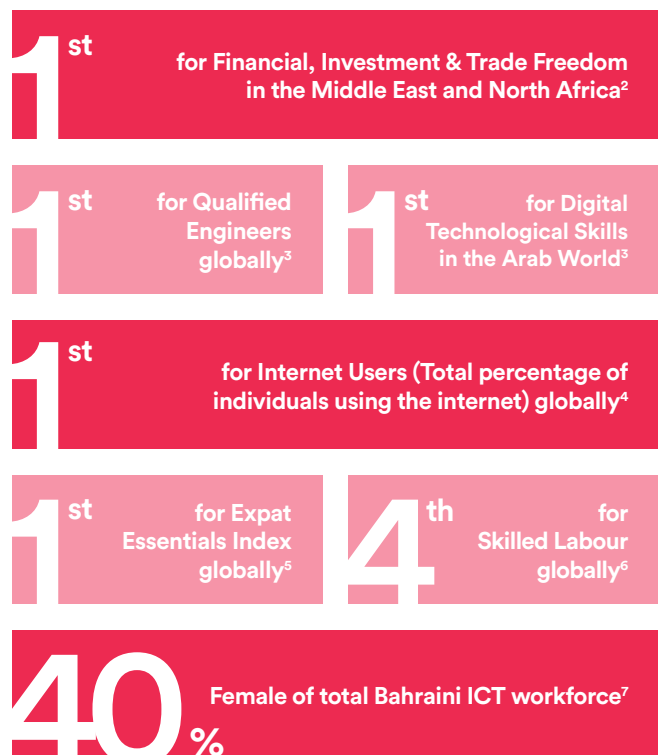 1st
for Financial, Investment & Trade Freedom
in the Middle East and North Africa²
1st
for Qualified
Engineers
globally³
1st
for Digital
Technological Skills
in the Arab World³
1st
for Internet Users (Total percentage of
individuals using the internet) globally⁴
1st
for Expat
Essentials Index
globally⁵
4th
for
Skilled Labour
globally⁶
40%
Female of total Bahraini ICT workforce⁷